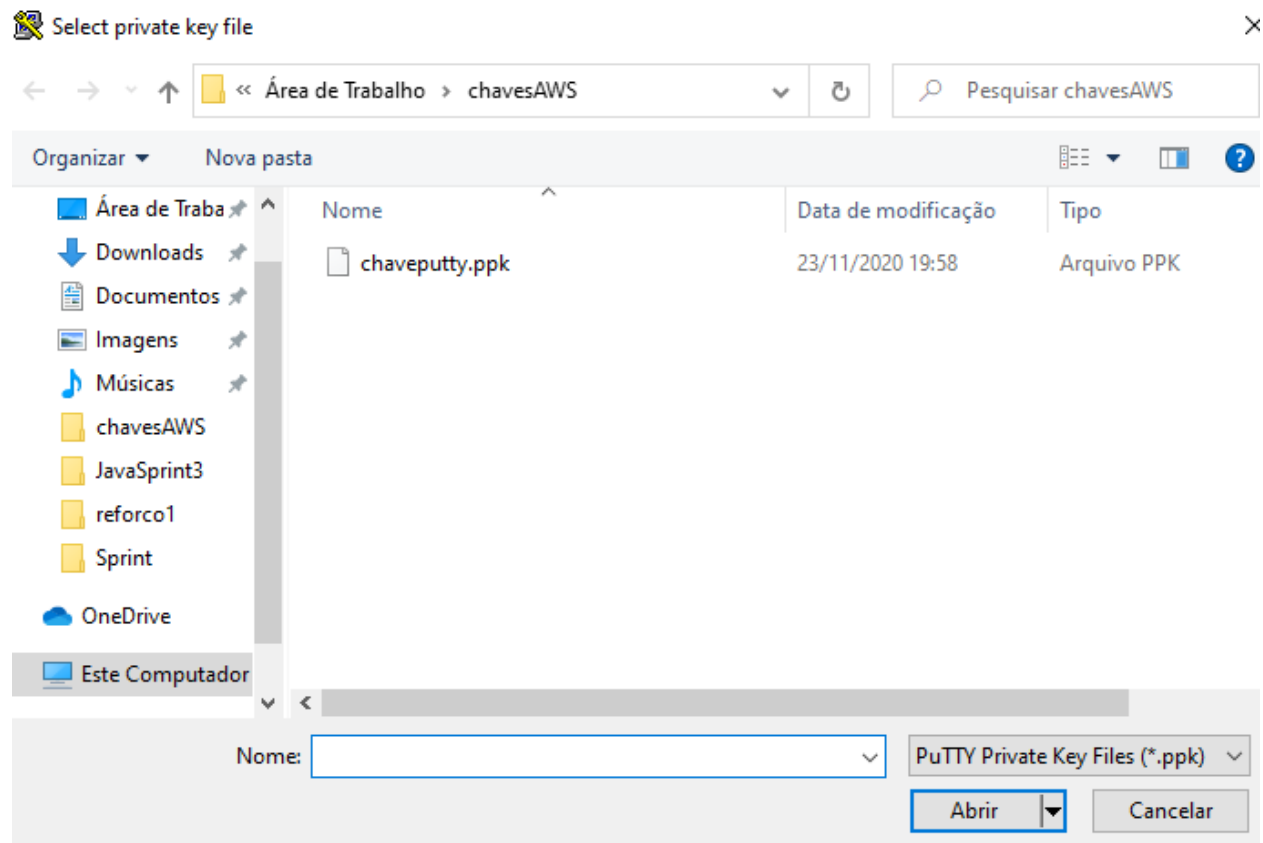 Select private key file
« Área de Trabalho › chavesAWS
Pesquisar chavesAWS
Organizar
Nova pasta
?
Área de Traba
Downloads
Documentos
Imagens
Músicas
chavesAWS
JavaSprint3
reforco1
Sprint
OneDrive
Este Computador
Nome Data de modificação Tipo
chaveputty.ppk 23/11/2020 19:58 Arquivo PPK
Nome:
PuTTY Private Key Files (*.ppk)
Abrir
Cancelar